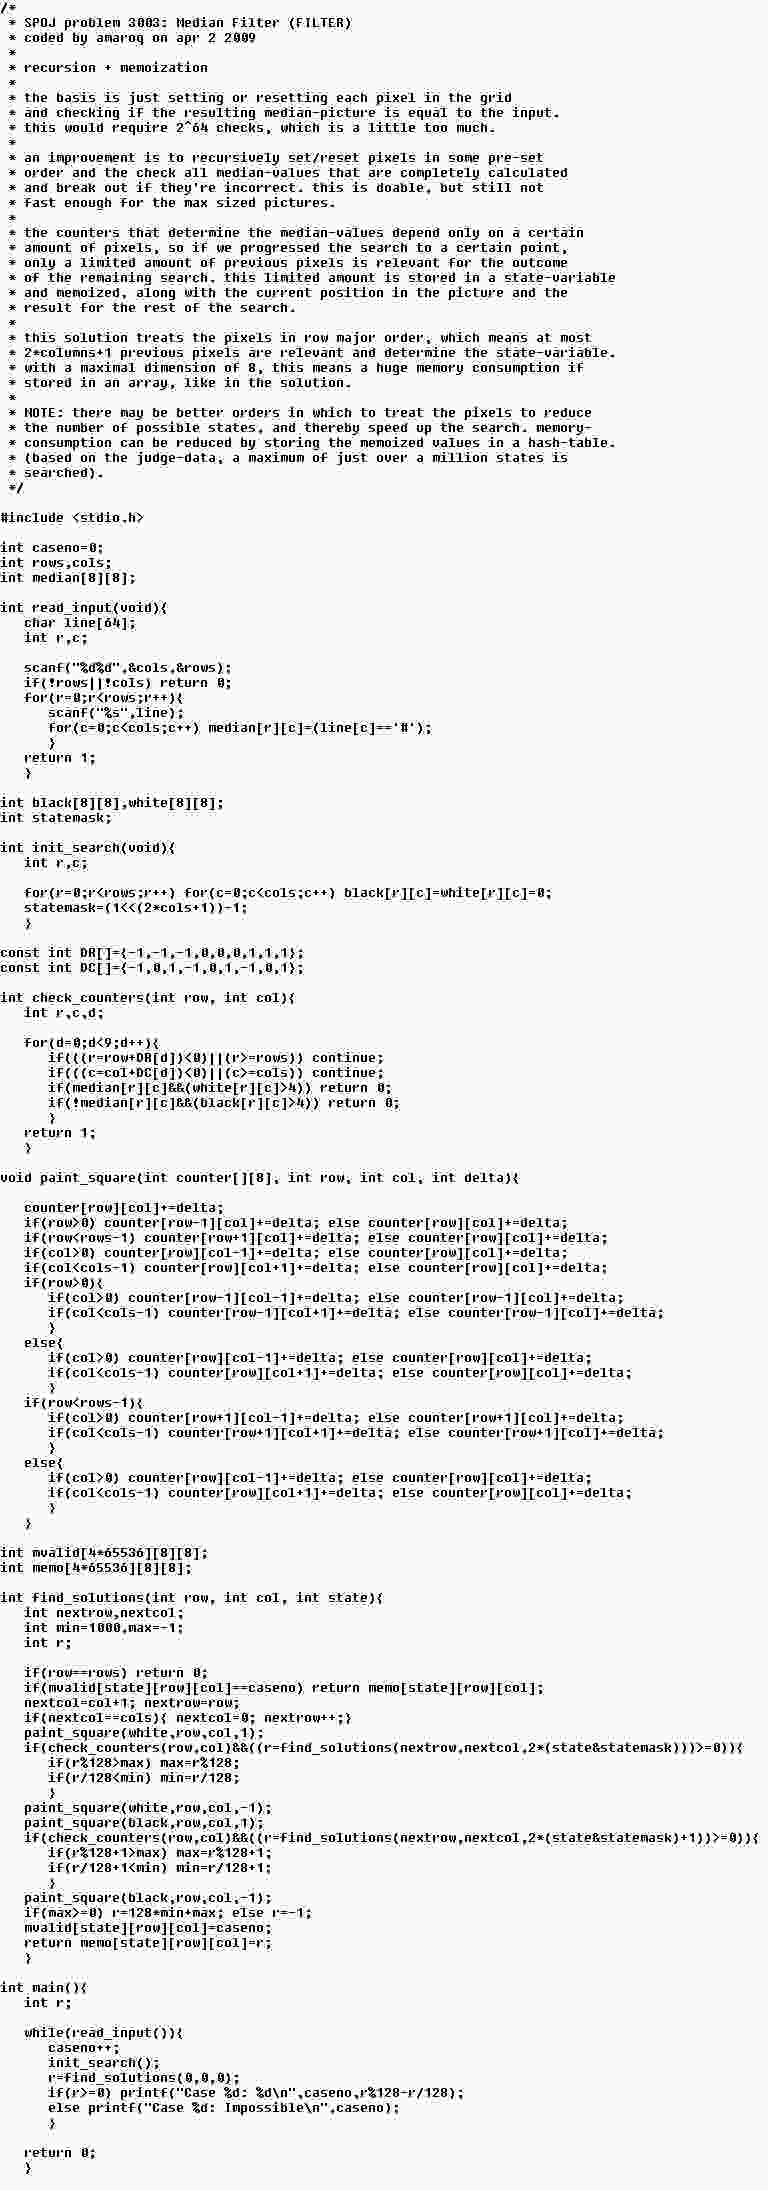 /*
 * SPOJ problem 3003: Median Filter (FILTER)
 * coded by amaroq on apr 2 2009
 *
 * recursion + memoization
 *
 * the basis is just setting or resetting each pixel in the grid
 * and checking if the resulting median-picture is equal to the input.
 * this would require 2^64 checks, which is a little too much.
 *
 * an improvement is to recursively set/reset pixels in some pre-set
 * order and the check all median-values that are completely calculated
 * and break out if they're incorrect. this is doable, but still not
 * fast enough for the max sized pictures.
 *
 * the counters that determine the median-values depend only on a certain
 * amount of pixels, so if we progressed the search to a certain point,
 * only a limited amount of previous pixels is relevant for the outcome
 * of the remaining search. this limited amount is stored in a state-variable
 * and memoized, along with the current position in the picture and the
 * result for the rest of the search.
 *
 * this solution treats the pixels in row major order, which means at most
 * 2*columns+1 previous pixels are relevant and determine the state-variable.
 * with a maximal dimension of 8, this means a huge memory consumption if
 * stored in an array, like in the solution.
 *
 * NOTE: there may be better orders in which to treat the pixels to reduce
 * the number of possible states, and thereby speed up the search. memory-
 * consumption can be reduced by storing the memoized values in a hash-table.
 * (based on the judge-data, a maximum of just over a million states is
 * searched).
 */

#include <stdio.h>

int caseno=0;
int rows,cols;
int median[8][8];

int read_input(void){
   char line[64];
   int r,c;

   scanf("%d%d",&cols,&rows);
   if(!rows||!cols) return 0;
   for(r=0;r<rows;r++){
      scanf("%s",line);
      for(c=0;c<cols;c++) median[r][c]=(line[c]=='#');
      }
   return 1;
   }

int black[8][8],white[8][8];
int statemask;

int init_search(void){
   int r,c;

   for(r=0;r<rows;r++) for(c=0;c<cols;c++) black[r][c]=white[r][c]=0;
   statemask=(1<<(2*cols+1))-1;
   }

const int DR[]={-1,-1,-1,0,0,0,1,1,1};
const int DC[]={-1,0,1,-1,0,1,-1,0,1};

int check_counters(int row, int col){
   int r,c,d;

   for(d=0;d<9;d++){
      if(((r=row+DR[d])<0)||(r>=rows)) continue;
      if(((c=col+DC[d])<0)||(c>=cols)) continue;
      if(median[r][c]&&(white[r][c]>4)) return 0;
      if(!median[r][c]&&(black[r][c]>4)) return 0;
      }
   return 1;
   }

void paint_square(int counter[][8], int row, int col, int delta){

   counter[row][col]+=delta;
   if(row>0) counter[row-1][col]+=delta; else counter[row][col]+=delta;
   if(row<rows-1) counter[row+1][col]+=delta; else counter[row][col]+=delta;
   if(col>0) counter[row][col-1]+=delta; else counter[row][col]+=delta;
   if(col<cols-1) counter[row][col+1]+=delta; else counter[row][col]+=delta;
   if(row>0){
      if(col>0) counter[row-1][col-1]+=delta; else counter[row-1][col]+=delta;
      if(col<cols-1) counter[row-1][col+1]+=delta; else counter[row-1][col]+=delta;
      }
   else{
      if(col>0) counter[row][col-1]+=delta; else counter[row][col]+=delta;
      if(col<cols-1) counter[row][col+1]+=delta; else counter[row][col]+=delta;
      }
   if(row<rows-1){
      if(col>0) counter[row+1][col-1]+=delta; else counter[row+1][col]+=delta;
      if(col<cols-1) counter[row+1][col+1]+=delta; else counter[row+1][col]+=delta;
      }
   else{
      if(col>0) counter[row][col-1]+=delta; else counter[row][col]+=delta;
      if(col<cols-1) counter[row][col+1]+=delta; else counter[row][col]+=delta;
      }
   }

int mvalid[4*65536][8][8];
int memo[4*65536][8][8];

int find_solutions(int row, int col, int state){
   int nextrow,nextcol;
   int min=1000,max=-1;
   int r;

   if(row==rows) return 0;
   if(mvalid[state][row][col]==caseno) return memo[state][row][col];
   nextcol=col+1; nextrow=row;
   if(nextcol==cols){ nextcol=0; nextrow++;}
   paint_square(white,row,col,1);
   if(check_counters(row,col)&&((r=find_solutions(nextrow,nextcol,2*(state&statemask)))>=0)){
      if(r%128>max) max=r%128;
      if(r/128<min) min=r/128;
      }
   paint_square(white,row,col,-1);
   paint_square(black,row,col,1);
   if(check_counters(row,col)&&((r=find_solutions(nextrow,nextcol,2*(state&statemask)+1))>=0)){
      if(r%128+1>max) max=r%128+1;
      if(r/128+1<min) min=r/128+1;
      }
   paint_square(black,row,col,-1);
   if(max>=0) r=128*min+max; else r=-1;
   mvalid[state][row][col]=caseno;
   return memo[state][row][col]=r;
   }

int main(){
   int r;

   while(read_input()){
      caseno++;
      init_search();
      r=find_solutions(0,0,0);
      if(r>=0) printf("Case %d: %d\n",caseno,r%128-r/128);
      else printf("Case %d: Impossible\n",caseno);
      }

   return 0;
   }